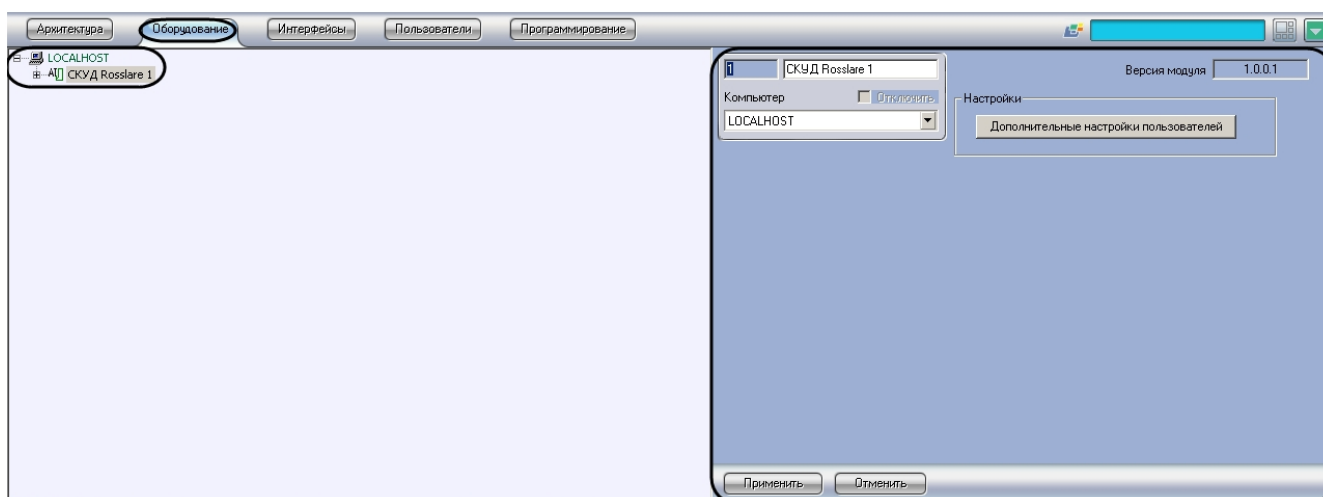 Архитектура Оборудование Интерфейсы Пользователи Программирование
LOCALHOST
СКУД Rosslare 1
1 СКУД Rosslare 1
Версия модуля 1.0.0.1
Компьютер Отключить
LOCALHOST
Настройки
Дополнительные настройки пользователей
Применить Отменить